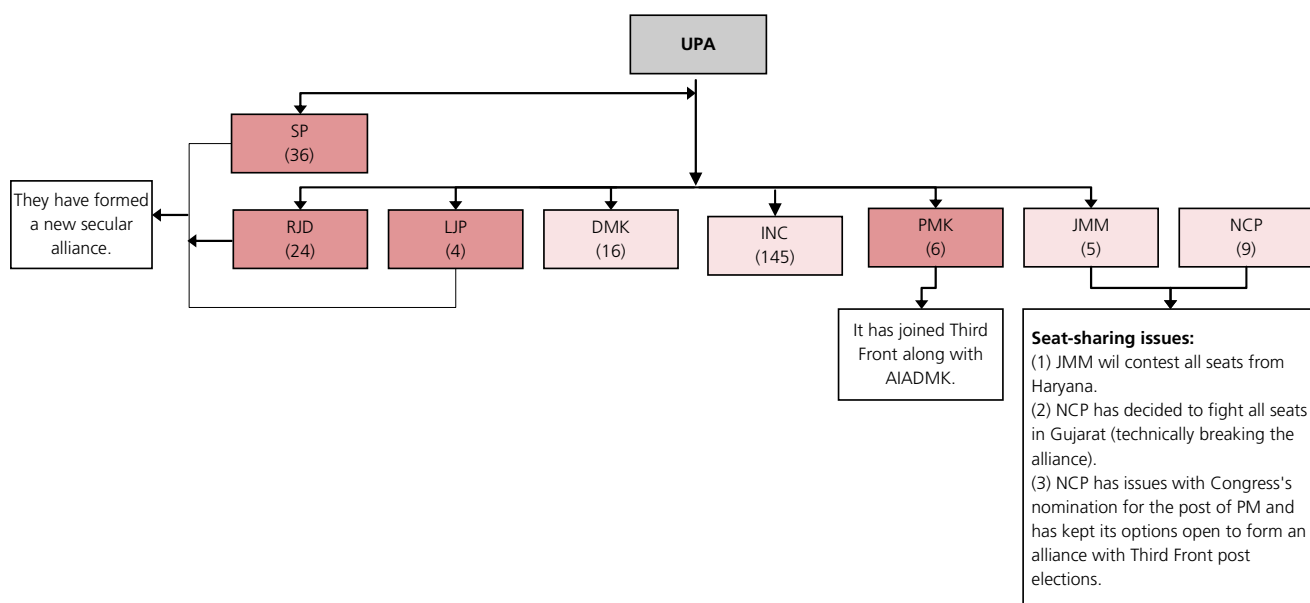 UPA
SP
(36)
They have formed
a new secular
alliance.
RJD
(24)
LJP
(4)
DMK
(16)
INC
(145)
PMK
(6)
JMM
(5)
NCP
(9)
It has joined Third
Front along with
AIADMK.
Seat-sharing issues:
(1) JMM wil contest all seats from
Haryana.
(2) NCP has decided to fight all seats
in Gujarat (technically breaking the
alliance).
(3) NCP has issues with Congress's
nomination for the post of PM and
has kept its options open to form an
alliance with Third Front post
elections.